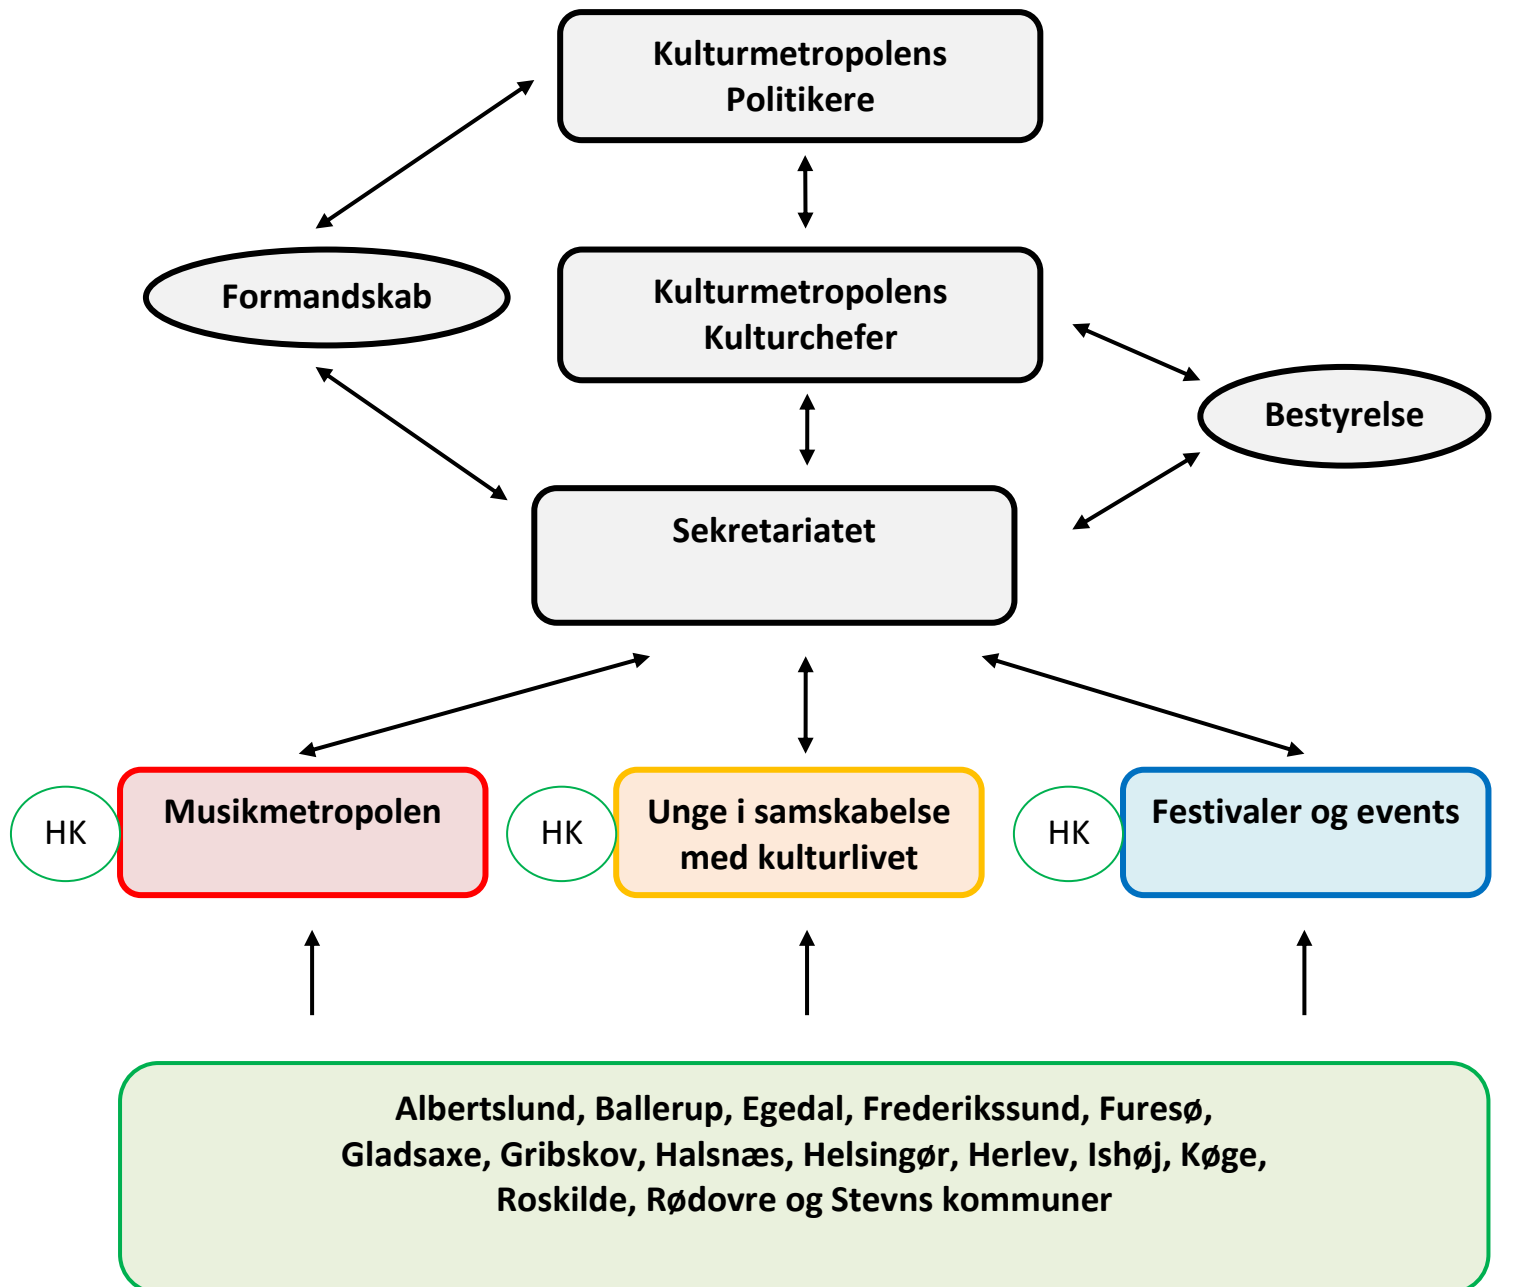 Kulturmetropolens
Politikere
Formandskab
Kulturmetropolens
Kulturchefer
Bestyrelse
Sekretariatet
HK
Musikmetropolen
HK
Unge i samskabelse
med kulturlivet
HK
Festivaler og events
Albertslund, Ballerup, Egedal, Frederikssund, Furesø,
Gladsaxe, Gribskov, Halsnæs, Helsingør, Herlev, Ishøj, Køge,
Roskilde, Rødovre og Stevns kommuner